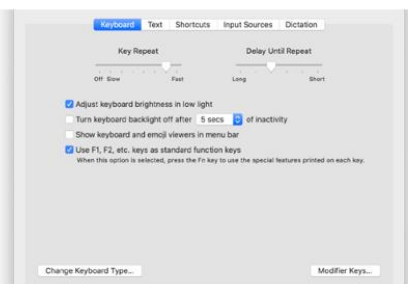 Keyboard Text Shortcuts Input Sources Dictation
Key Repeat Delay Until Repeat
Off Slow Fast Long Short
Adjust keyboard brightness in low light
Turn keyboard backlight off after 5 secs of inactivity
Show keyboard and emoji viewers in menu bar
Use F1, F2, etc. keys as standard function keys
When this option is selected, press the Fn key to use the special features printed on each key.
Change Keyboard Type... Modifier Keys...